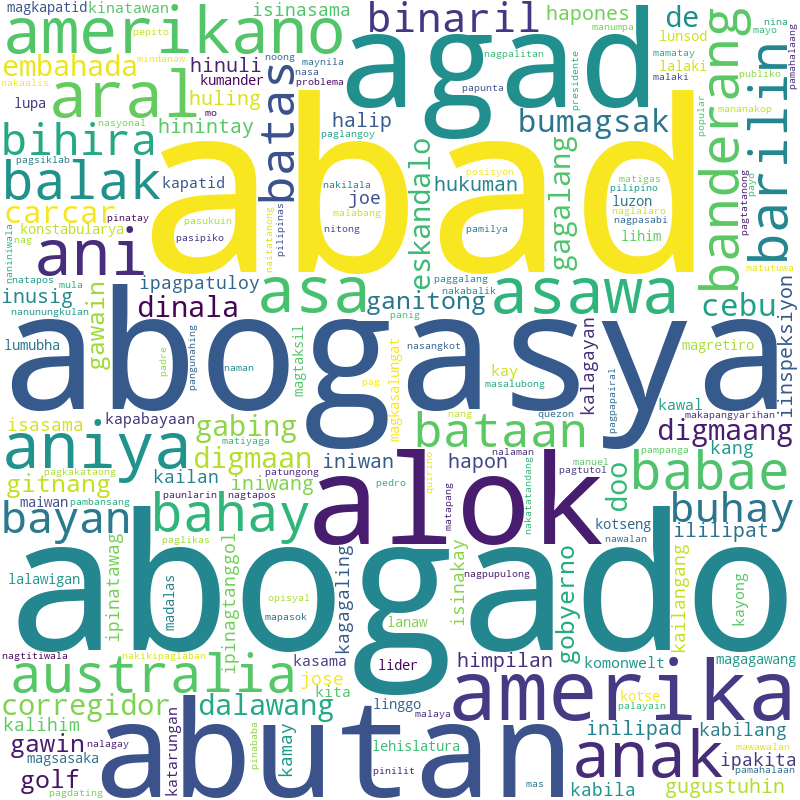 magkapatid kinatawan isinasama
amerikano
pepito noong maynila
mindanaw nasa
embahada hinuli
nakaalis kumander problema
aral huling
lupa mo
nasyonal hinintay
batas
halip
paglangoy
binaril
nagpalitan
papunta
hapones
manumpa
presidente
de
lunsod
mamatay
lalaki
malaki
nina
mayo
publiko
mananakop
popular
pamahalaang
agad
bumagsak
banderang
barilin
bihira
pagsiklab
balak
kapatid
carcar
pinatay
konstabularya
pasukuin
nag
pasipiko
naniniwala
ani
naitatanong
pilipinas
abad
nakilala
joe
malabang
nitong
hukuman
posisyon
pamilya
eskandalo
gagalang
matigas
pilipino
luzon
naglalaro
nagpasabi
lihim
payo
pagtatanong
matutuwa
natapos
mula
inusig
nanunungkulan
gawain
ipagpatuloy
dinala
asa
paggalang
nakabalik
ganitong
asawa
cebu
iinspeksiyon
lumubha
padre
pangunahing
naman
magtaksil
panig
nasangkot
abogasya
kay
masalubong
kalagayan
magretiro
pag
magkasalungat
nang
quezon
pagpapairal
kawal
makapangyarihan
isasama
kapabayaan
gabing
matiyaga
aniya
pagkakataong
digmaan
patungong
iniwan
hapon
nalaman
bataan
pampanga
digmaang
kang
gitnang
kailan
iniwang
pedro
quirino
matapang
pagtutol
manuel
doo
babae
maiwan
pambansang
paunlarin
nagtapos
alok
nakatatandang
kotseng
nawalan
bayan
bahay
buhay
ipinatawag
paglikas
ililipat
lalawigan
madalas
ipinagtanggol
opisyal
mapasok
kagagaling
abogado
lanaw
isinakay
nagpupulong
gobyerno
kailangang
kayong
nagtitiwala
nakikipaglaban
kasama
lider
himpilan
komonwelt
magagawang
australia
jose
kita
amerika
kotse
palayain
corregidor
dalawang
linggo
malaya
inilipad
kabilang
kalihim
katarungan
pinababa
kamay
abutan
gawin
nalagay
magsasaka
lehislatura
anak
mawawalan
ipakita
pamahalaan
golf
pagdating
pinilit
mas
kabila
gugustuhin